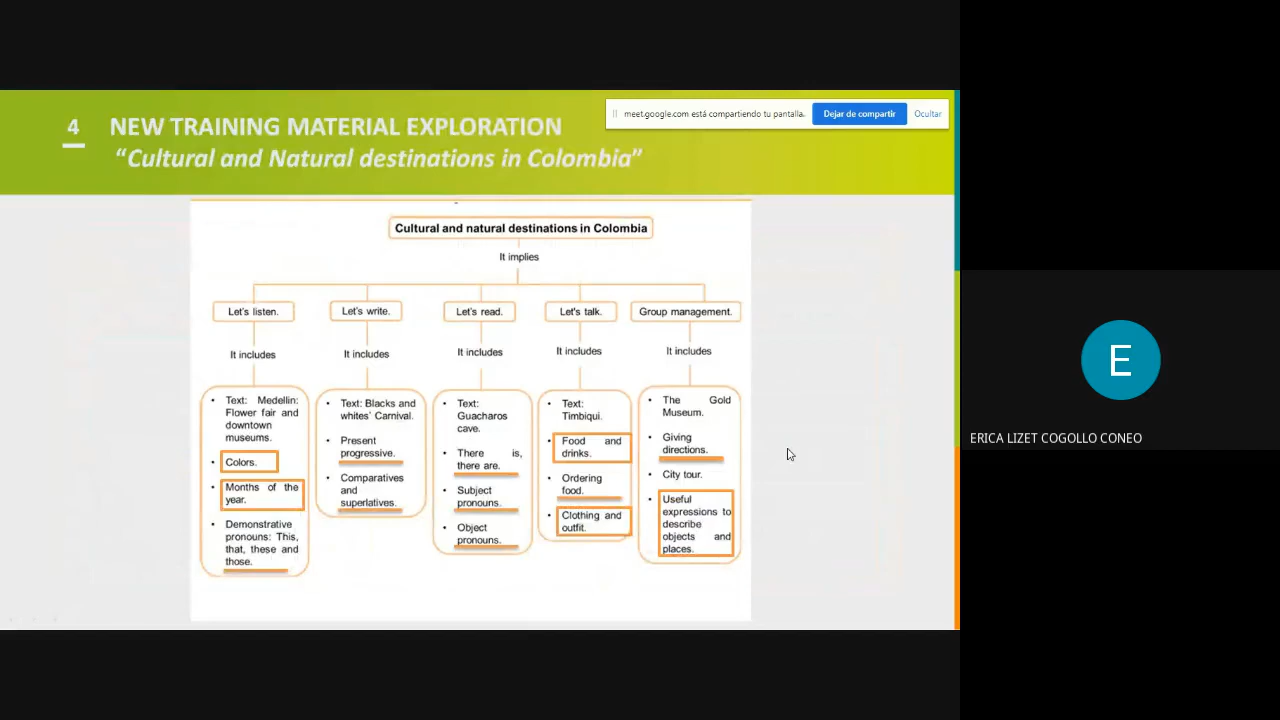 4
NEW TRAINING MATERIAL EXPLORATION
“Cultural and Natural destinations in Colombia”
meet.google.com está compartiendo tu pantalla.
Dejar de compartir
Ocultar
Cultural and natural destinations in Colombia
It implies
Let's listen.
Let's write.
Let's read.
Let's talk.
Group management.
It includes
It includes
It includes
It includes
It includes
• Text: Medellin:
Flower fair and
downtown
museums.
• Colors.
• Months of the
year.
• Demonstrative
pronouns: This,
that, these and
those.
• Text: Blacks and
whites' Carnival.
• Present
progressive.
• Comparatives
and
superlatives.
• Text:
Guacharos
cave.
• There is,
there are.
• Subject
pronouns.
• Object
pronouns.
• Text:
Timbiqui.
• Food and
drinks.
• Ordering
food.
• Clothing and
outfit.
• The Gold
Museum.
• Giving
directions.
• City tour.
• Useful
expressions to
describe
objects and
places.
E
ERICA LIZET COGOLLO CONEO